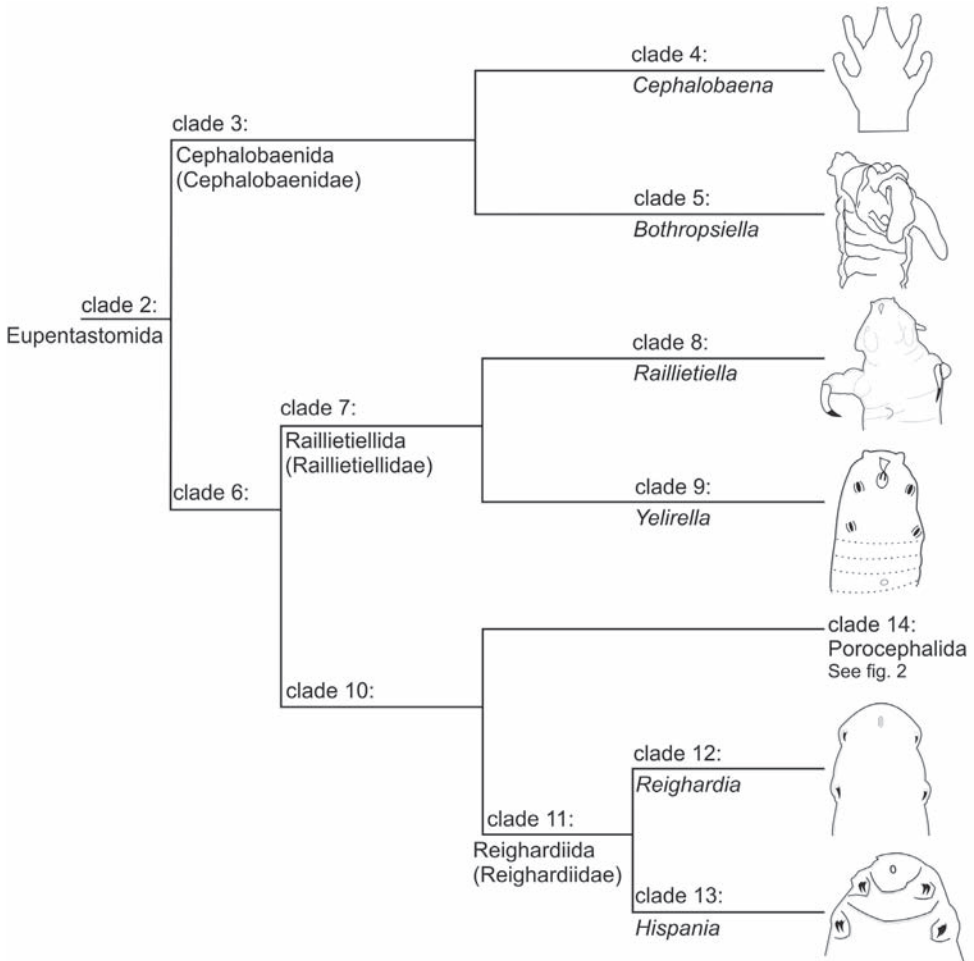 clade 4:
Cephalobaena
clade 3:
Cephalobaenida
(Cephalobaenidae)
clade 5:
Bothropsiella
clade 2:
Eupentastomida
clade 8:
Raillietiella
clade 7:
Raillietiellida
(Raillietiellidae)
clade 6:
clade 9:
Yelirella
clade 14:
Porocephalida
See fig. 2
clade 10:
clade 12:
Reighardia
clade 11:
Reighardiida
(Reighardiidae)
clade 13:
Hispania